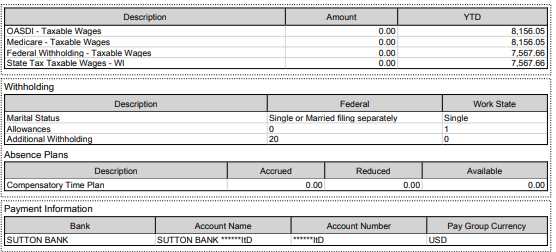 Description Amount YTD
OASDI - Taxable Wages 0.00 8,156.05
Medicare - Taxable Wages 0.00 8,156.05
Federal Withholding - Taxable Wages 0.00 7,567.66
State Tax Taxable Wages - WI 0.00 7,567.66
Withholding
Description Federal Work State
Marital Status Single or Married filing separately Single
Allowances 0 1
Additional Withholding 20 0
Absence Plans
Description Accrued Reduced Available
Compensatory Time Plan 0.00 0.00 0.00
Payment Information
Bank Account Name Account Number Pay Group Currency
SUTTON BANK SUTTON BANK ******ItD ******ItD USD